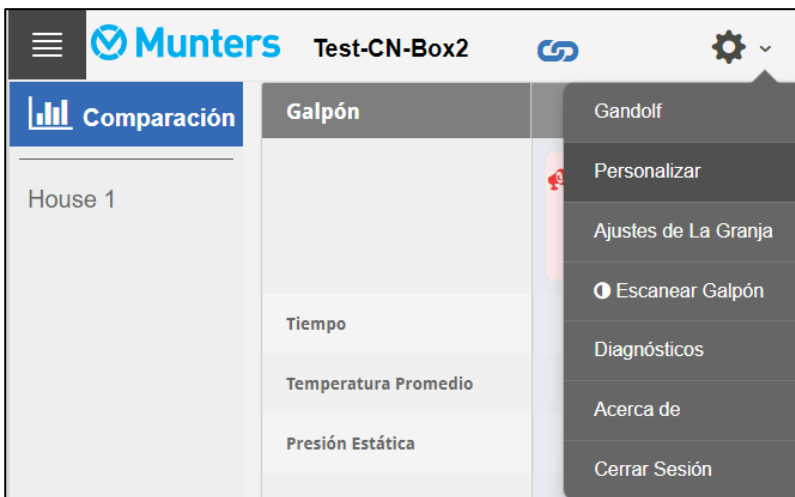 Munters Test-CN-Box2
Comparación
House 1
Galpón
Tiempo
Temperatura Promedio
Presión Estática
Gandolf
Personalizar
Ajustes de La Granja
Escanear Galpón
Diagnósticos
Acerca de
Cerrar Sesión